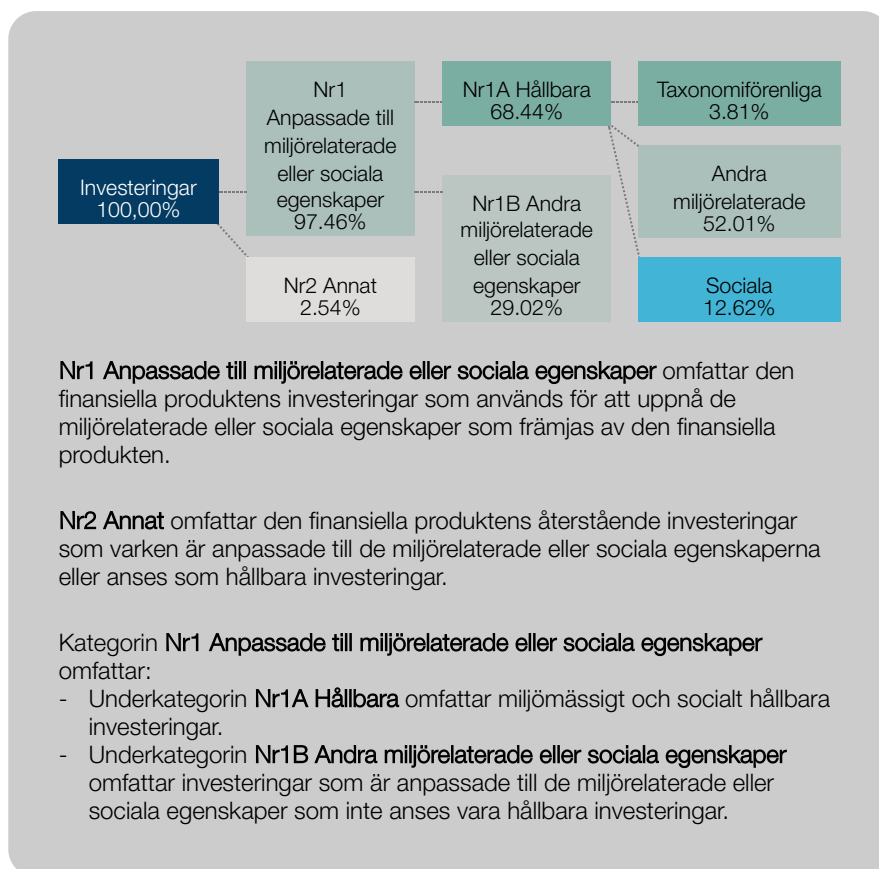 Investeringar
100,00%
Nr1
Anpassade till
miljörelaterade
eller sociala
egenskaper
97.46%
Nr2 Annat
2.54%
Nr1A Hållbara
68.44%
Nr1B Andra
miljörelaterade
eller sociala
egenskaper
29.02%
Taxonomiförenliga
3.81%
Andra
miljörelaterade
52.01%
Sociala
12.62%
Nr1 Anpassade till miljörelaterade eller sociala egenskaper omfattar den
finansiella produktens investeringar som används för att uppnå de
miljörelaterade eller sociala egenskaper som främjas av den finansiella
produkten.
Nr2 Annat omfattar den finansiella produktens återstående investeringar
som varken är anpassade till de miljörelaterade eller sociala egenskaperna
eller anses som hållbara investeringar.
Kategorin Nr1 Anpassade till miljörelaterade eller sociala egenskaper
omfattar:
- Underkategorin Nr1A Hållbara omfattar miljömässigt och socialt hållbara
investeringar.
- Underkategorin Nr1B Andra miljörelaterade eller sociala egenskaper
omfattar investeringar som är anpassade till de miljörelaterade eller
sociala egenskaper som inte anses vara hållbara investeringar.